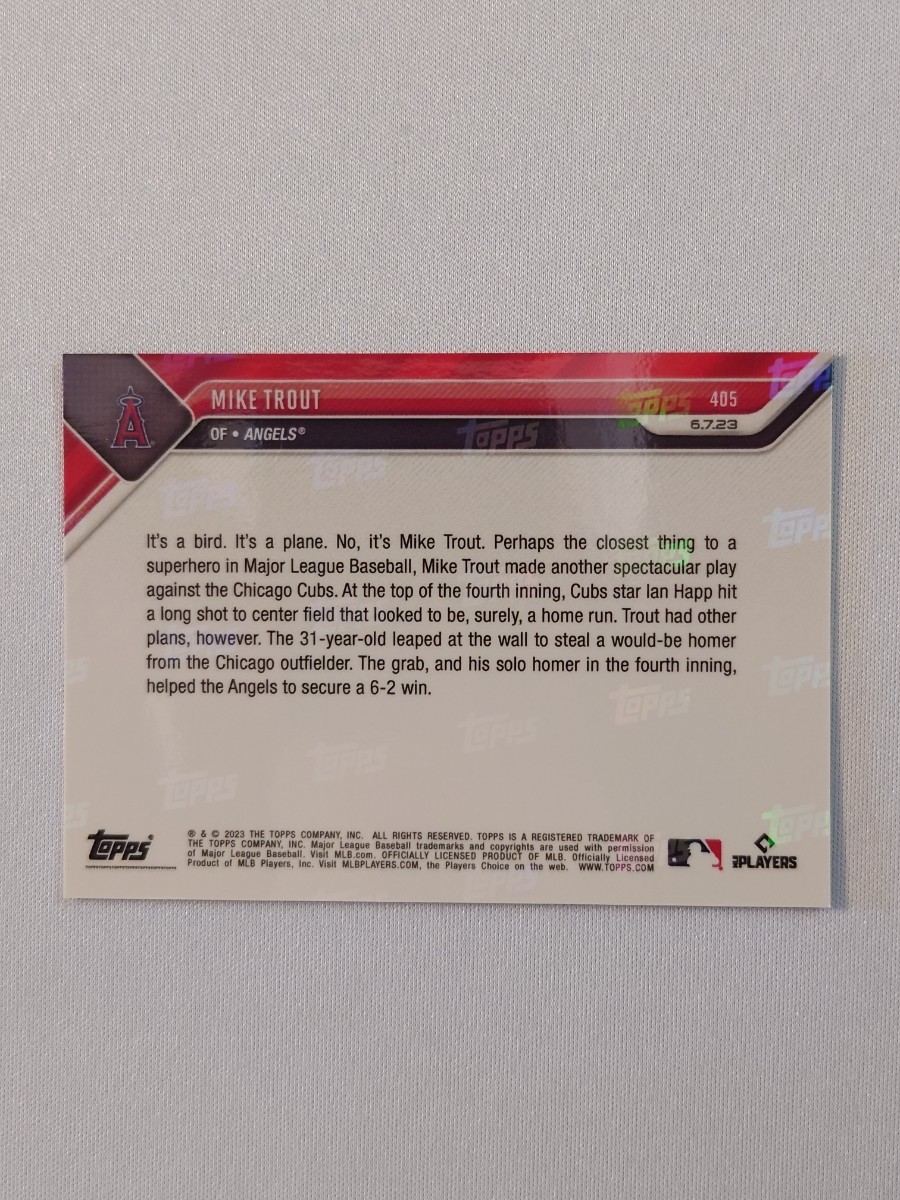 MIKE TROUT
405
OF • ANGELS®
6.7.23
It's a bird. It's a plane. No, it's Mike Trout. Perhaps the closest thing to a
superhero in Major League Baseball, Mike Trout made another spectacular play
against the Chicago Cubs. At the top of the fourth inning, Cubs star Ian Happ hit
a long shot to center field that looked to be, surely, a home run. Trout had other
plans, however. The 31-year-old leaped at the wall to steal a would-be homer
from the Chicago outfielder. The grab, and his solo homer in the fourth inning,
helped the Angels to secure a 6-2 win.
Topps®
® & © 2023 THE TOPPS COMPANY, INC. ALL RIGHTS RESERVED. TOPPS IS A REGISTERED TRADEMARK OF
THE TOPPS COMPANY, INC. Major League Baseball trademarks and copyrights are used with permission
of Major League Baseball. Visit MLB.com. OFFICIALLY LICENSED PRODUCT OF MLB. Officially Licensed
Product of MLB Players, Inc. Visit MLBPLAYERS.COM, the Players Choice on the web. WWW.TOPPS.COM
MLB PLAYERS